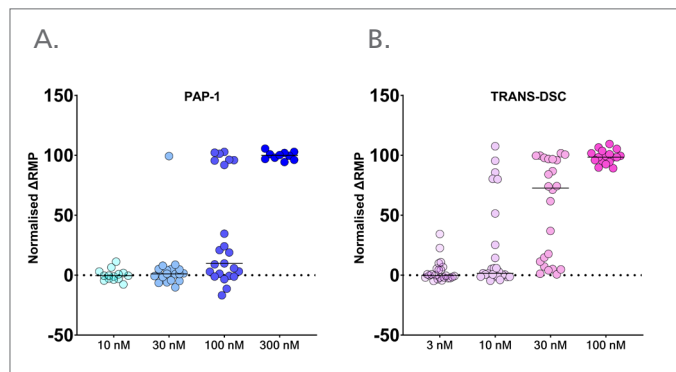 A.
B.
PAP-1
TRANS-DSC
Normalised ΔRMP
150
100
50
0
-50
10 nM 30 nM 100 nM 300 nM
Normalised ΔRMP
150
100
50
0
-50
3 nM 10 nM 30 nM 100 nM